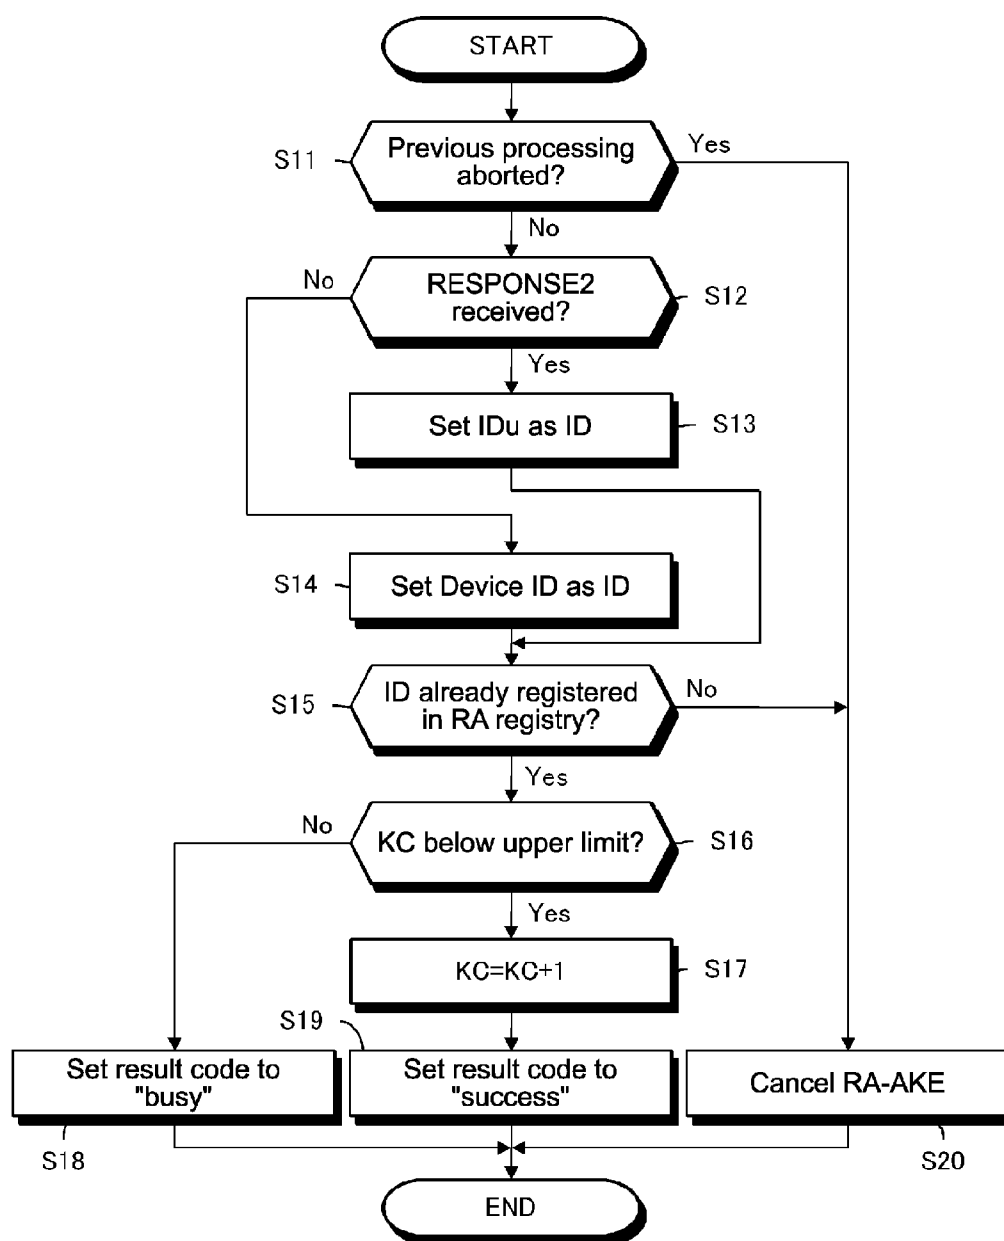 START
S11
Previous processing
aborted?
Yes
No
No
RESPONSE2
received?
S12
Yes
Set IDu as ID
S13
S14
Set Device ID as ID
S15
ID already registered
in RA registry?
No
Yes
No
KC below upper limit?
S16
Yes
KC=KC+1
S17
S19
Set result code to
"busy"
Set result code to
"success"
Cancel RA-AKE
S18
S20
END